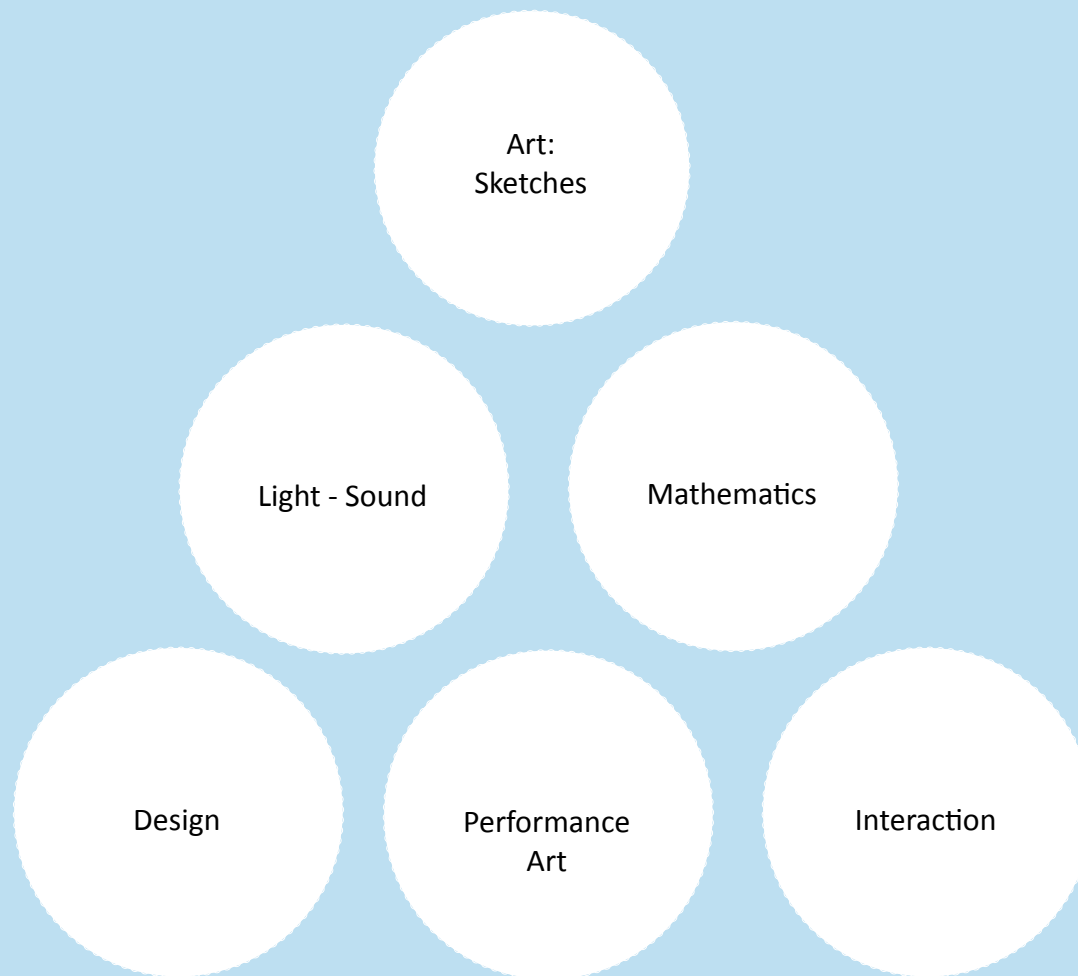 Art:
Sketches
Light - Sound
Mathematics
Design
Performance
Art
Interaction